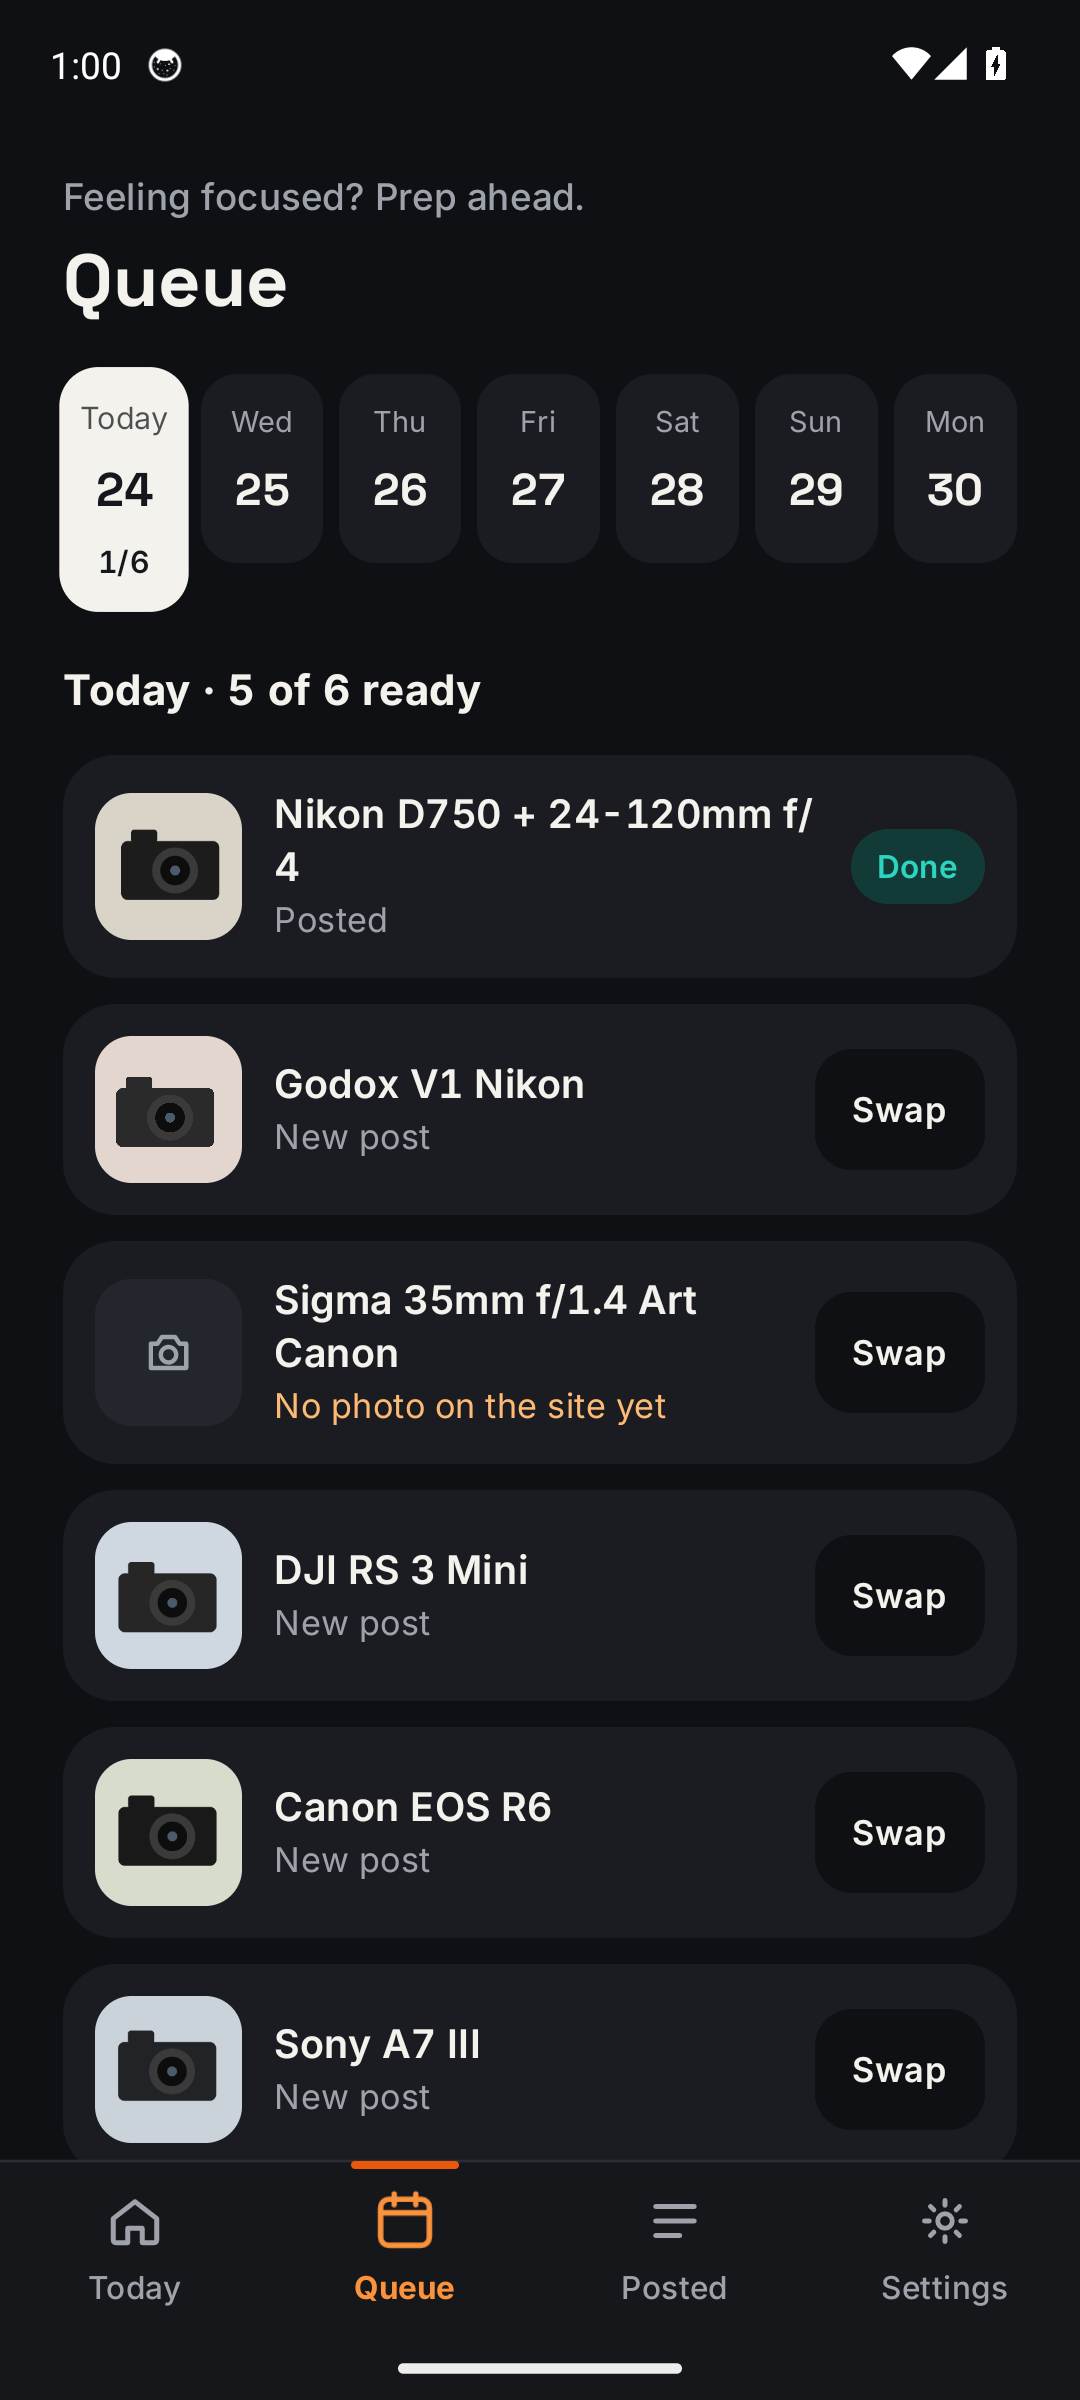 1:00
Feeling focused? Prep ahead.
Queue
Today Wed Thu Fri Sat Sun Mon
24 25 26 27 28 29 30
1/6
Today · 5 of 6 ready
Nikon D750 + 24-120mm f/
4
Posted
Done
Godox V1 Nikon
New post
Swap
Sigma 35mm f/1.4 Art
Canon
No photo on the site yet
Swap
DJI RS 3 Mini
New post
Swap
Canon EOS R6
New post
Swap
Sony A7 III
New post
Swap
Today Queue Posted Settings